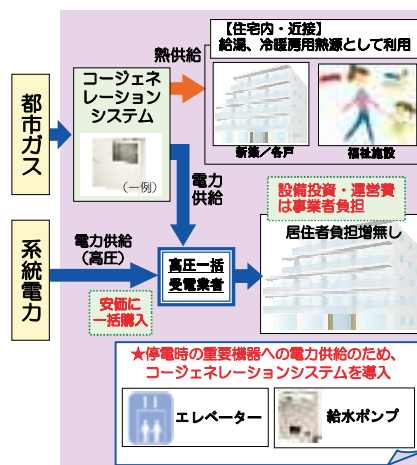 【住宅内・近接】
給湯、冷暖房用熱源として利用
熱供給
コージェネ
レーション
システム
都市ガス
(一例)
新築/各戸
福祉施設
電力
供給
設備投資・運営費
は事業者負担
居住者負担増無し
系統電力
電力供給
(高圧)
高圧一括
受電業者
安価に
一括購入
★停電時の重要機器への電力供給のため、
コージェネレーションシステムを導入
エレベーター
給水ポンプ